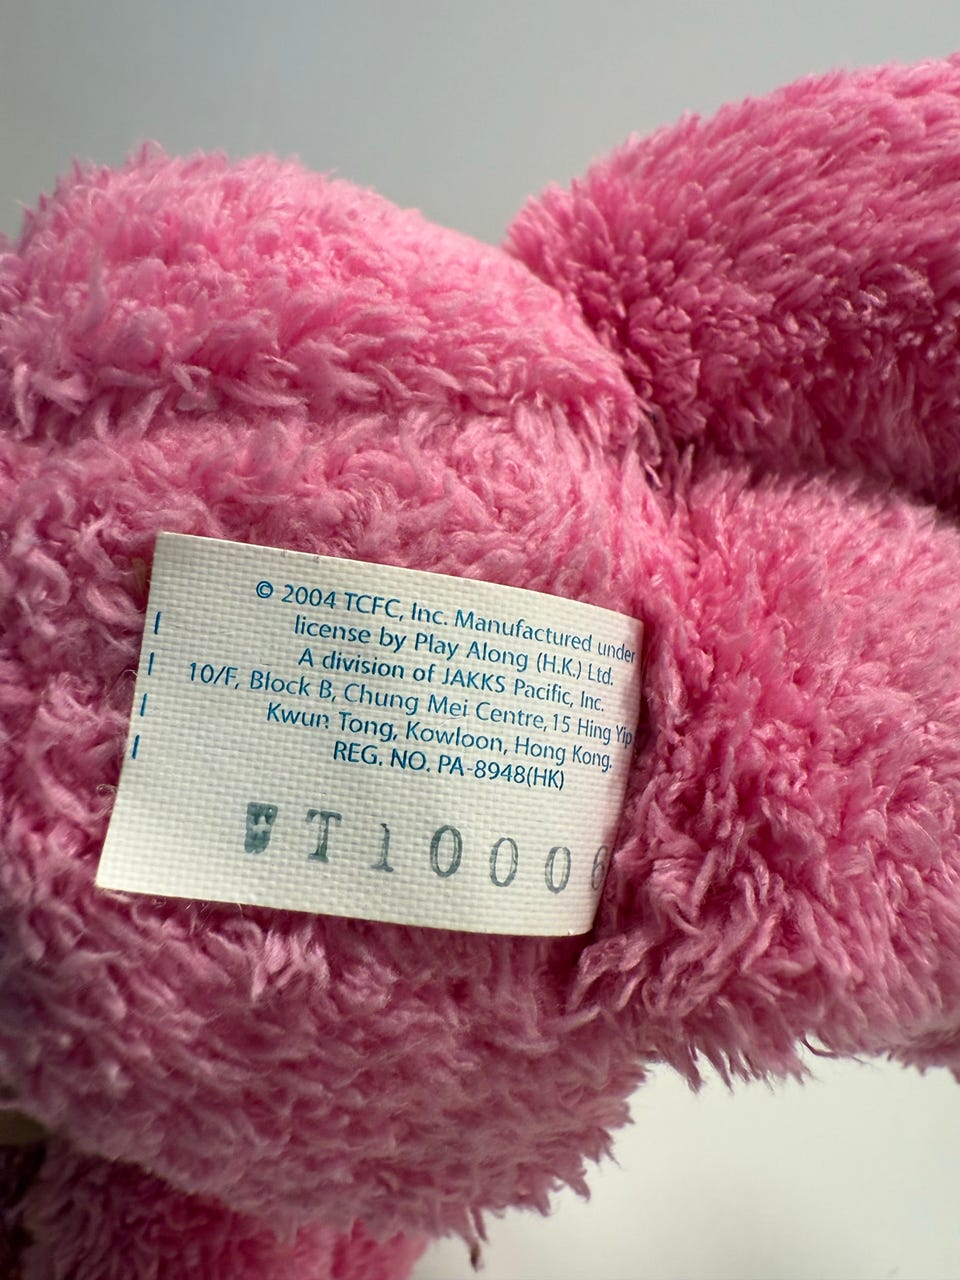 © 2004 TCFC, Inc. Manufactured under
license by Play Along (H.K.) Ltd.
A division of JAKKS Pacific, Inc.
10/F, Block B, Chung Mei Centre, 15 Hing Yip
Kwun Tong, Kowloon, Hong Kong.
REG. NO. PA-8948(HK)
WT10006